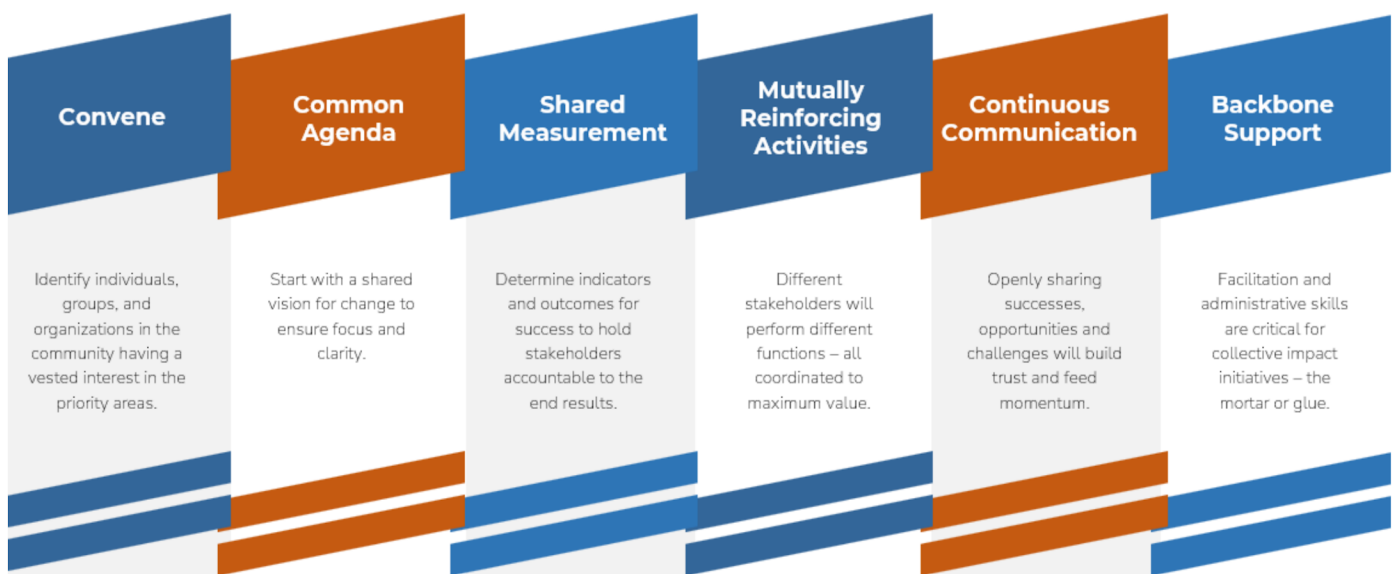 Convene
Identify individuals,
groups, and
organizations in the
community having a
vested interest in the
priority areas.
Common
Agenda
Start with a shared
vision for change to
ensure focus and
clarity.
Shared
Measurement
Determine indicators
and outcomes for
success to hold
stakeholders
accountable to the
end results.
Mutually
Reinforcing
Activities
Different
stakeholders will
perform different
functions – all
coordinated to
maximum value.
Continuous
Communication
Openly sharing
successes,
opportunities and
challenges will build
trust and feed
momentum.
Backbone
Support
Facilitation and
administrative skills
are critical for
collective impact
initiatives – the
mortar or glue.